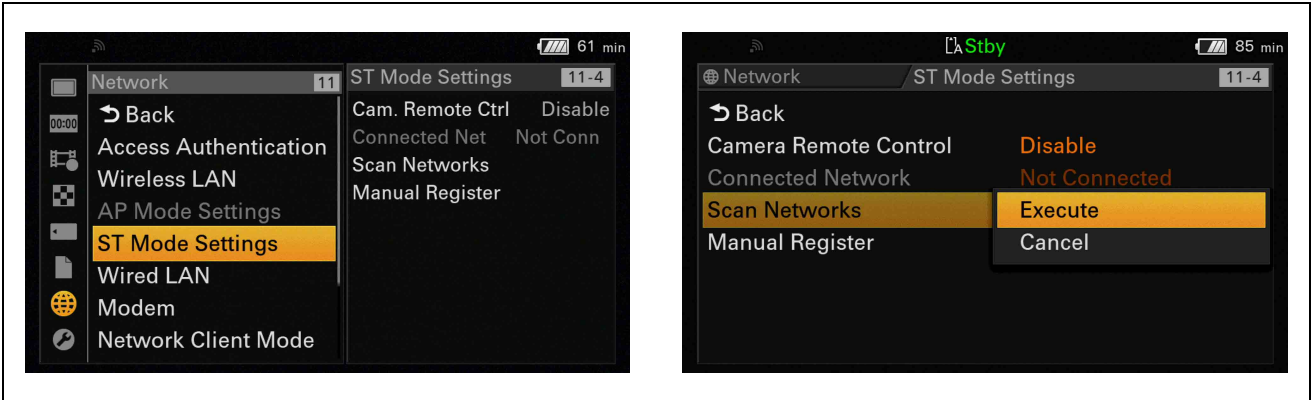 61 min
Network 11
Back
Access Authentication
Wireless LAN
AP Mode Settings
ST Mode Settings
Wired LAN
Modem
Network Client Mode
00:00
ST Mode Settings 11-4
Cam. Remote Ctrl Disable
Connected Net Not Conn
Scan Networks
Manual Register
A Stby
85 min
Network ST Mode Settings 11-4
Back
Camera Remote Control Disable
Connected Network Not Connected
Scan Networks Execute
Manual Register Cancel